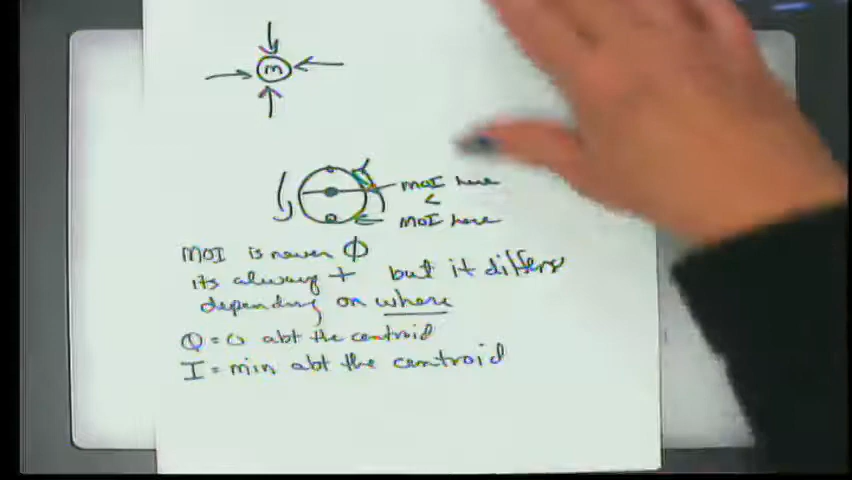 m
MOI here
<
MOI here
MOI is never Φ
its always + but it differs
depending on where
Q = 0 abt the centroid
I = min abt the centroid